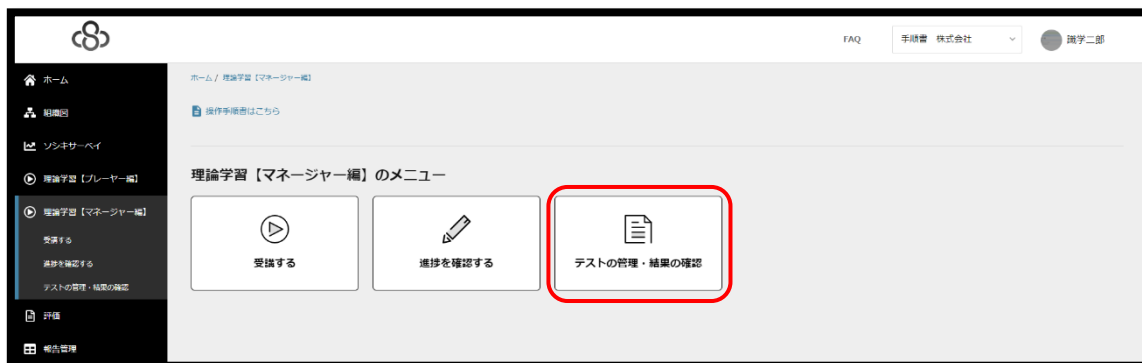 FAQ
手順書 株式会社
識学二郎
ホーム
組織図
ソシキサーベイ
理論学習【プレーヤー編】
理論学習【マネージャー編】
受講する
進捗を確認する
テストの管理・結果の確認
評価
報告管理
ホーム / 理論学習【マネージャー編】
操作手順書はこちら
理論学習【マネージャー編】のメニュー
受講する
進捗を確認する
テストの管理・結果の確認